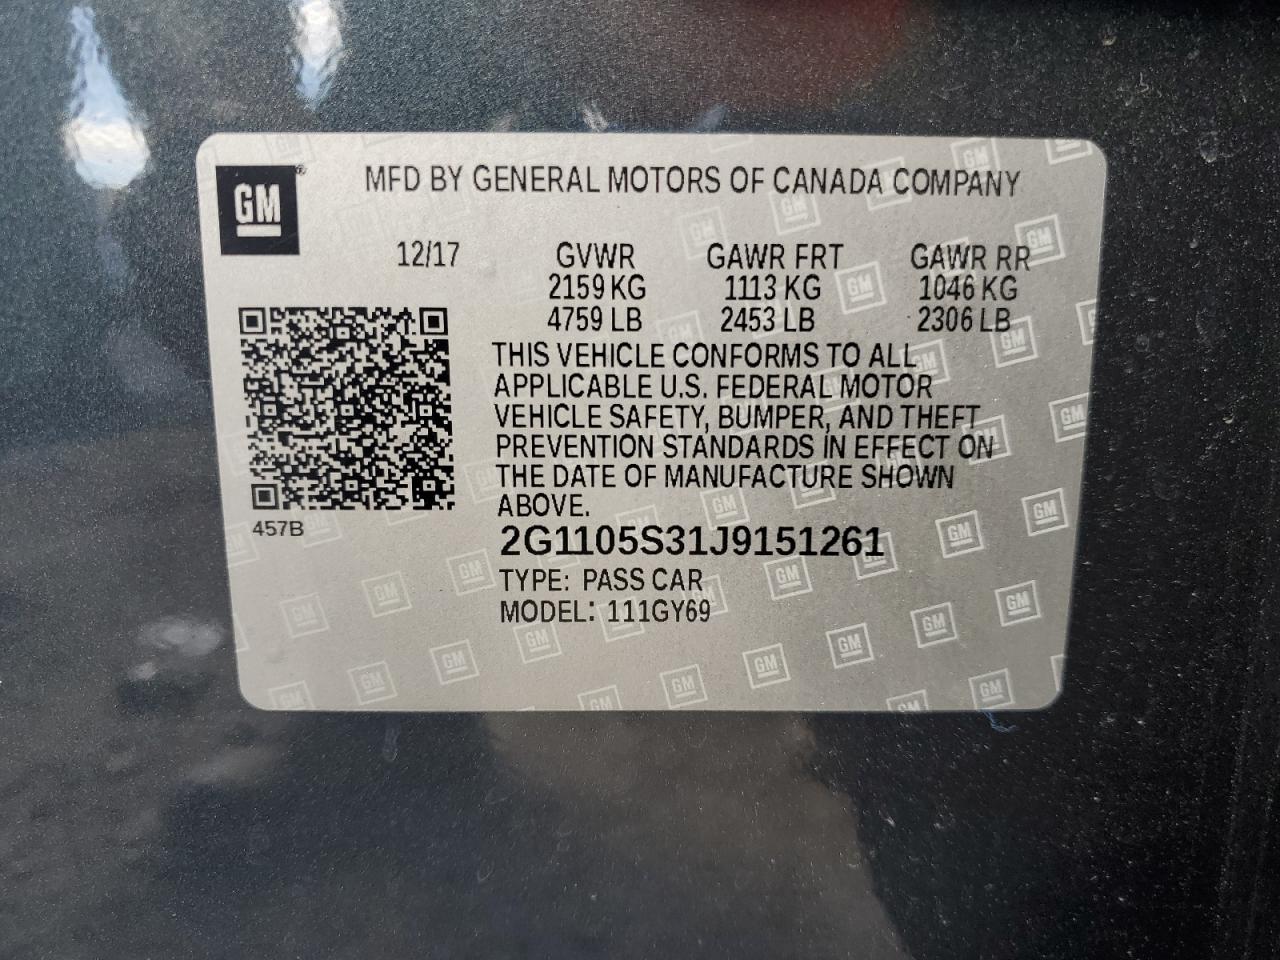 GM
MFD BY GENERAL MOTORS OF CANADA COMPANY
12/17 GVWR GAWR FRT GAWR RR
2159 KG 1113 KG 1046 KG
4759 LB 2453 LB 2306 LB
THIS VEHICLE CONFORMS TO ALL
APPLICABLE U.S. FEDERAL MOTOR
VEHICLE SAFETY, BUMPER, AND THEFT
PREVENTION STANDARDS IN EFFECT ON
THE DATE OF MANUFACTURE SHOWN
ABOVE.
457B
2G1105S31J9151261
TYPE: PASS CAR
MODEL: 111GY69